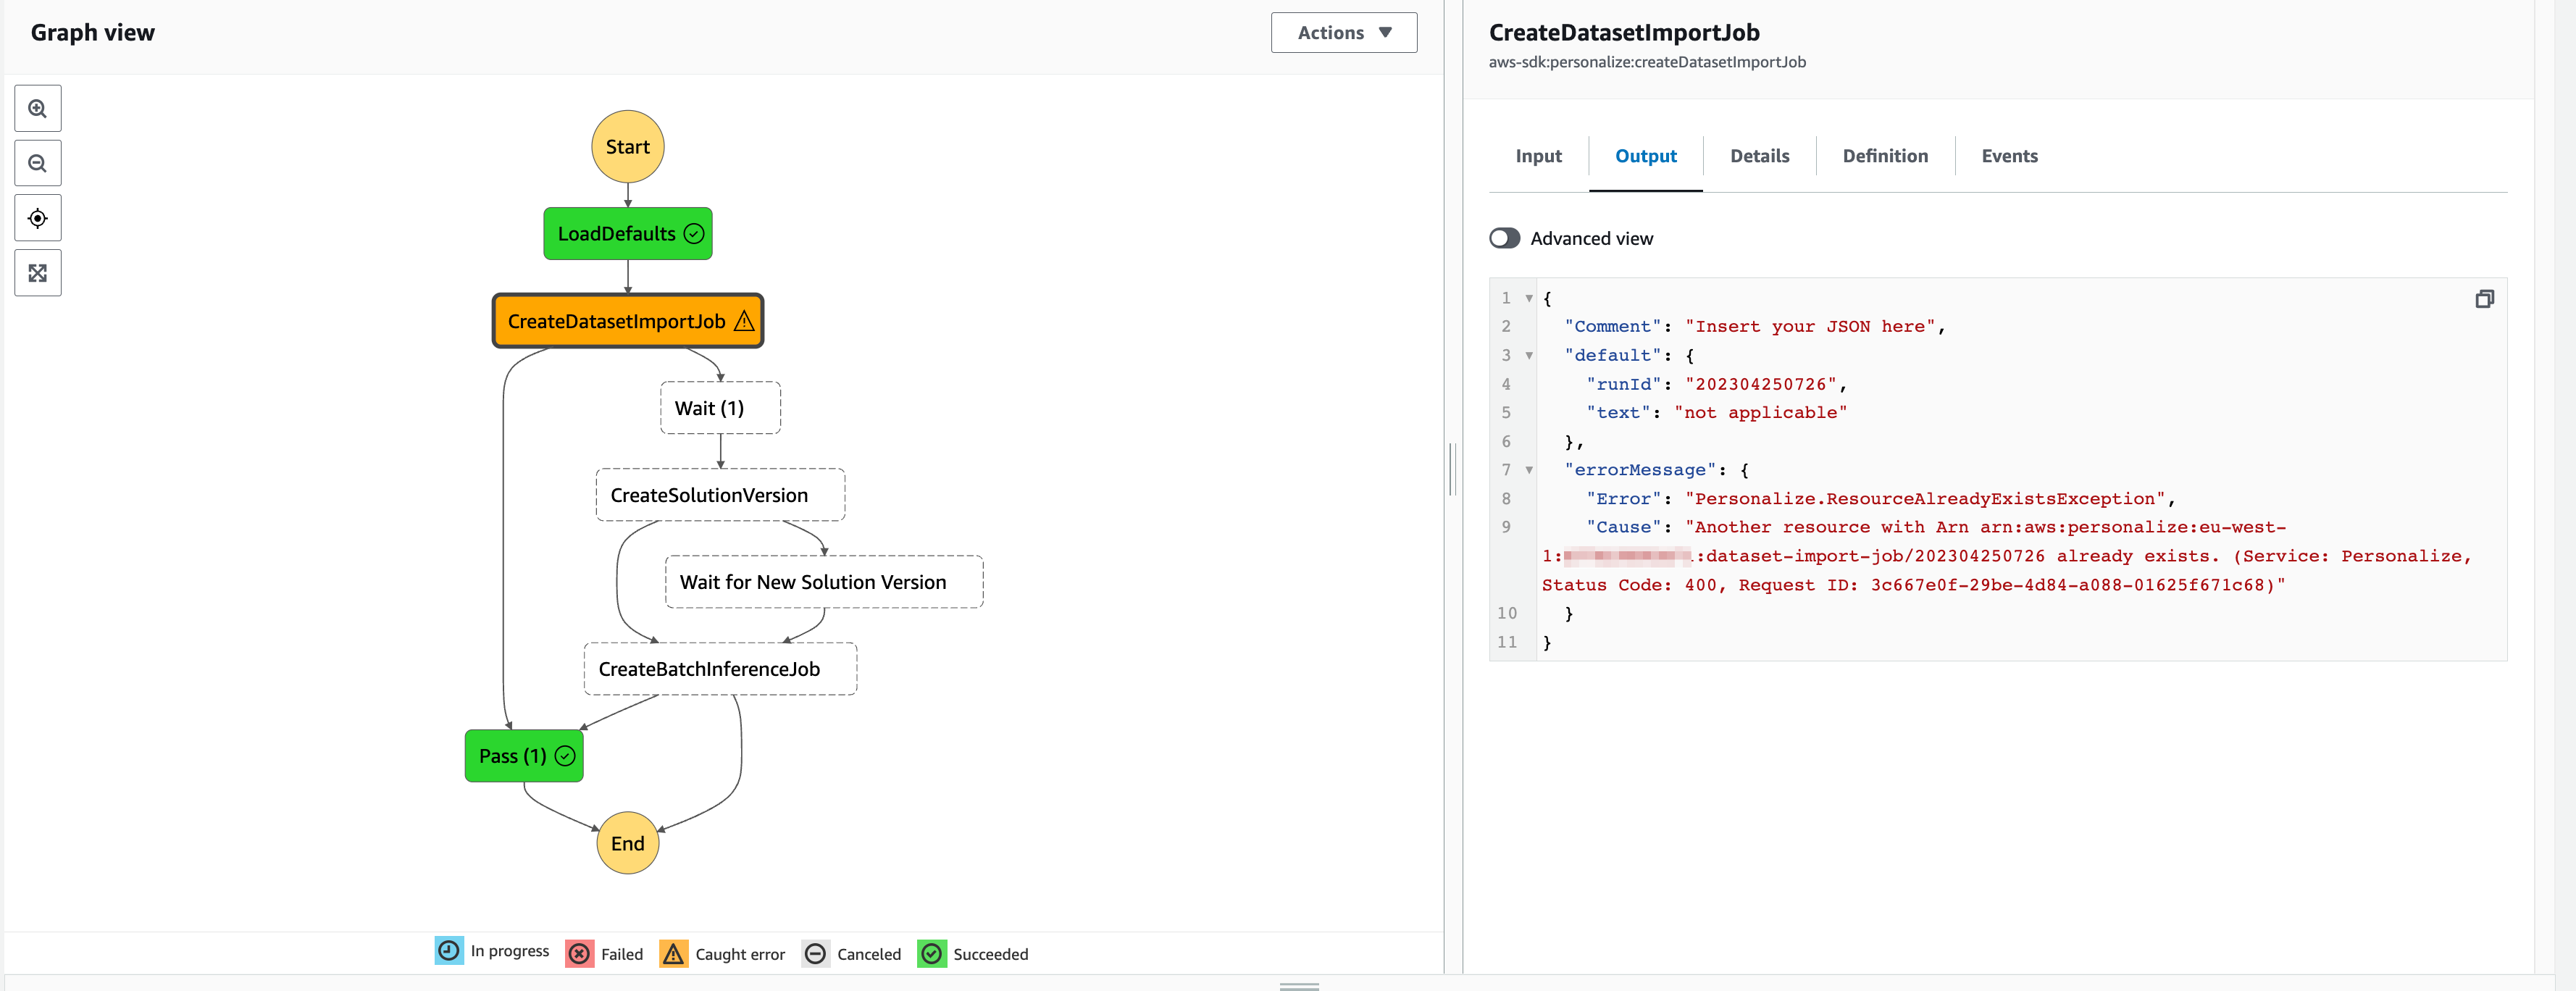 Graph view
Actions
Start
LoadDefaults
CreateDatasetImportJob
Wait (1)
CreateSolutionVersion
Wait for New Solution Version
CreateBatchInferenceJob
Pass (1)
End
In progress
Failed
Caught error
Canceled
Succeeded
CreateDatasetImportJob
aws-sdk:personalize:createDatasetImportJob
Input
Output
Details
Definition
Events
Advanced view
1 {
2 "Comment": "Insert your JSON here",
3 "default": {
4 "runId": "202304250726",
5 "text": "not applicable"
6 },
7 "errorMessage": {
8 "Error": "Personalize.ResourceAlreadyExistsException",
9 "Cause": "Another resource with Arn arn:aws:personalize:eu-west-
1: :dataset-import-job/202304250726 already exists. (Service: Personalize,
Status Code: 400, Request ID: 3c667e0f-29be-4d84-a088-01625f671c68)"
10 }
11 }